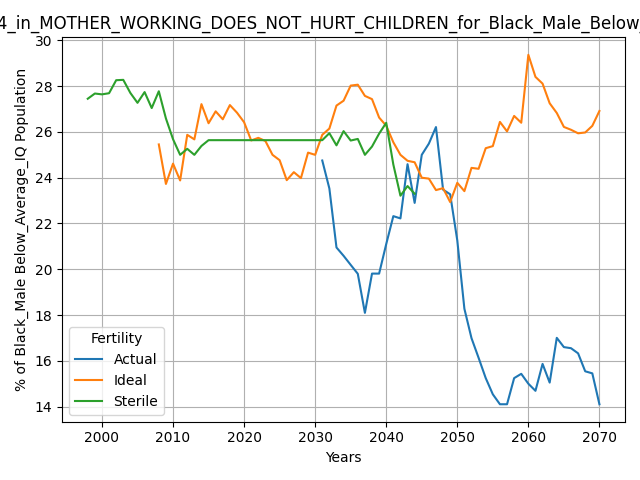 4_in_MOTHER_WORKING_DOES_NOT_HURT_CHILDREN_for_Black_Male_Below_
30
28
26
24
22
20
18
16
14
% of Black_Male Below_Average_IQ Population
Fertility
Actual
Ideal
Sterile
2000
2010
2020
2030
2040
2050
2060
2070
Years